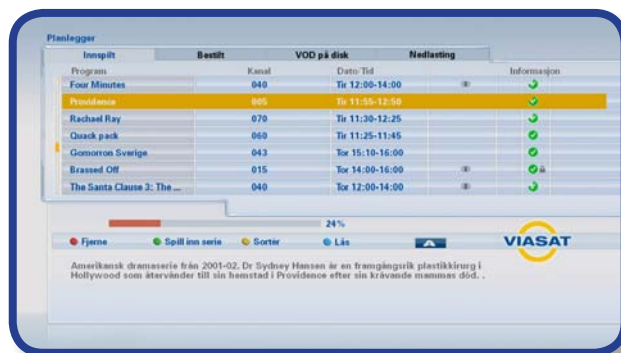 Planlegger
Innspilt Bestilt VOD på disk Nedlasting
Program Kanal Dato/Tid Informasjon
Four Minutes 040 Tir 12:00-14:00
Providence 005 Tir 11:55-12:50
Rachael Ray 070 Tir 11:30-12:25
Quack pack 060 Tir 11:25-11:45
Gomorron Sverige 043 Tor 15:10-16:00
Brassed Off 015 Tor 14:00-16:00
The Santa Clause 3: The ... 040 Tor 12:00-14:00
24%
Fjerne Spill inn serie Sortér Lås A VIASAT
Amerikansk dramaserie från 2001-02. Dr Sydney Hansen är en framgångsrik plastikkirurg i
Hollywood som återvänder till sin hemstad i Providence efter sin krävande mammas död. .